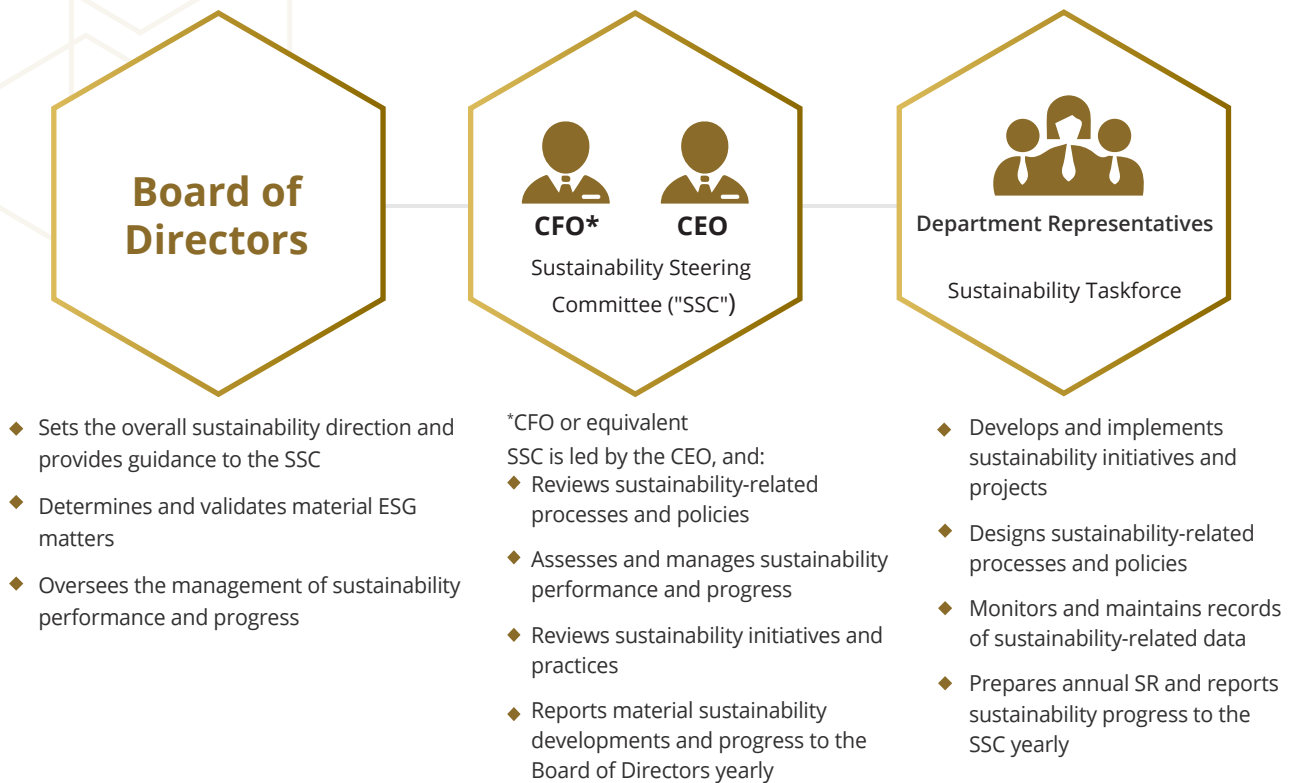 Board of
Directors
Sets the overall sustainability direction and
provides guidance to the SSC
Determines and validates material ESG
matters
Oversees the management of sustainability
performance and progress
CFO*
CEO
Sustainability Steering
Committee ("SSC")
*CFO or equivalent
SSC is led by the CEO, and:
Reviews sustainability-related
processes and policies
Assesses and manages sustainability
performance and progress
Reviews sustainability initiatives and
practices
Reports material sustainability
developments and progress to the
Board of Directors yearly
Department Representatives
Sustainability Taskforce
Develops and implements
sustainability initiatives and
projects
Designs sustainability-related
processes and policies
Monitors and maintains records
of sustainability-related data
Prepares annual SR and reports
sustainability progress to the
SSC yearly